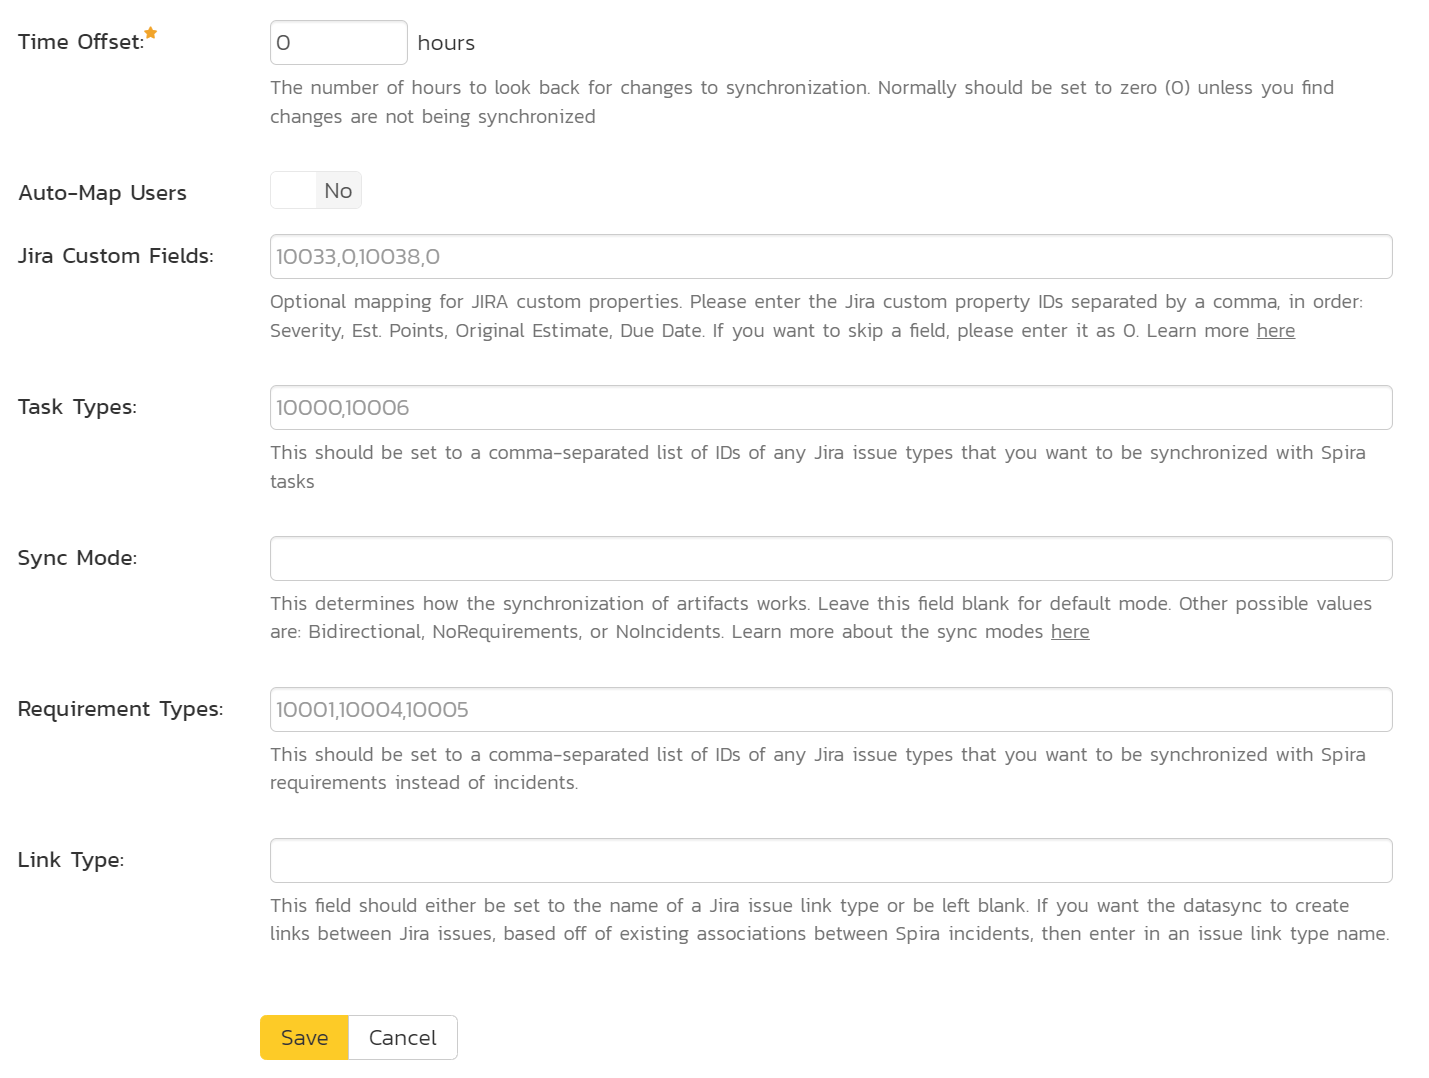 Time Offset:
0 hours
The number of hours to look back for changes to synchronization. Normally should be set to zero (0) unless you find
changes are not being synchronized
Auto-Map Users
No
Jira Custom Fields:
10033,0,10038,0
Optional mapping for JIRA custom properties. Please enter the Jira custom property IDs separated by a comma, in order:
Severity, Est. Points, Original Estimate, Due Date. If you want to skip a field, please enter it as 0. Learn more here
Task Types:
10000,10006
This should be set to a comma-separated list of IDs of any Jira issue types that you want to be synchronized with Spira
tasks
Sync Mode:
This determines how the synchronization of artifacts works. Leave this field blank for default mode. Other possible values
are: Bidirectional, NoRequirements, or NoIncidents. Learn more about the sync modes here
Requirement Types:
10001,10004,10005
This should be set to a comma-separated list of IDs of any Jira issue types that you want to be synchronized with Spira
requirements instead of incidents.
Link Type:
This field should either be set to the name of a Jira issue link type or be left blank. If you want the datasync to create
links between Jira issues, based off of existing associations between Spira incidents, then enter in an issue link type name.
Save Cancel